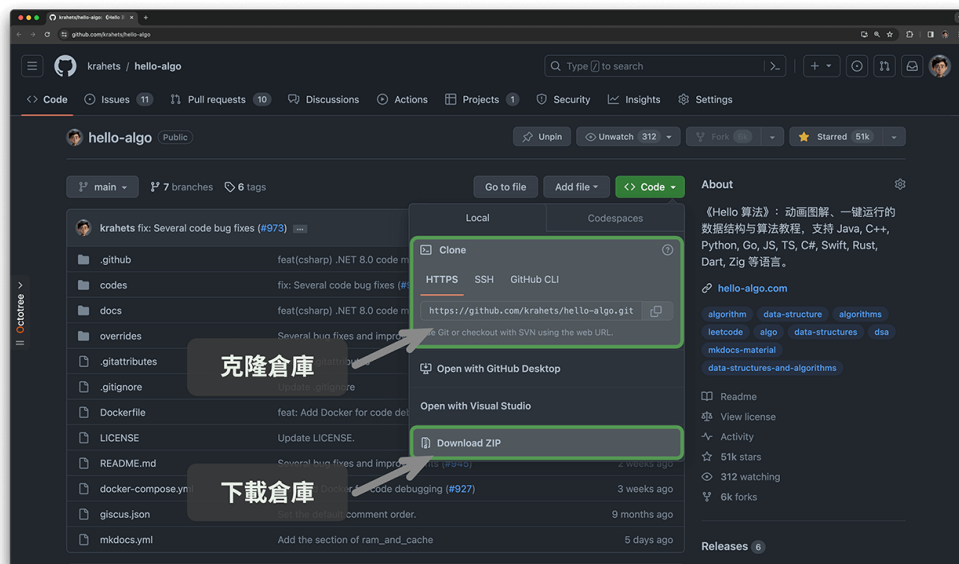 krahets/hello-algo: 《Hello
github.com/krahets/hello-algo
krahets / hello-algo
Type / to search
Code
Issues 11
Pull requests 10
Discussions
Actions
Projects 1
Security
Insights
Settings
hello-algo Public
Unpin
Unwatch 312
Fork
Starred 51k
main
7 branches
6 tags
Go to file
Add file
Code
Local
Codespaces
krahets fix: Several code bug fixes (#973) ...
Clone
HTTPS
SSH
GitHub CLI
https://github.com/krahets/hello-algo.git
Git or checkout with SVN using the web URL.
Open with GitHub Desktop
Open with Visual Studio
Download ZIP
克隆倉庫
下載倉庫
.github feat(csharp) .NET 8.0 code
codes fix: Several code bug fixes
docs feat(csharp) .NET 8.0 code
overrides Several bug fixes and
.gitattributes
.gitignore Update .gitignore
Dockerfile feat: Add Docker for code
LICENSE Update LICENSE.
README.md Several bug fixes and (#945) 2 weeks ago
docker-compose.yml for code debugging (#927) 3 weeks ago
giscus.json Set the default comment order. 9 months ago
mkdocs.yml Add the section of ram_and_cache 5 days ago
Octotree
About
《Hello 算法》：动画图解、一键运行的
数据结构与算法教程，支持 Java, C++,
Python, Go, JS, TS, C#, Swift, Rust,
Dart, Zig 等语言。
hello-algo.com
algorithm data-structure algorithms
leetcode algo data-structures dsa
mkdocs-material
data-structures-and-algorithms
Readme
View license
Activity
51k stars
312 watching
6k forks
Releases 6